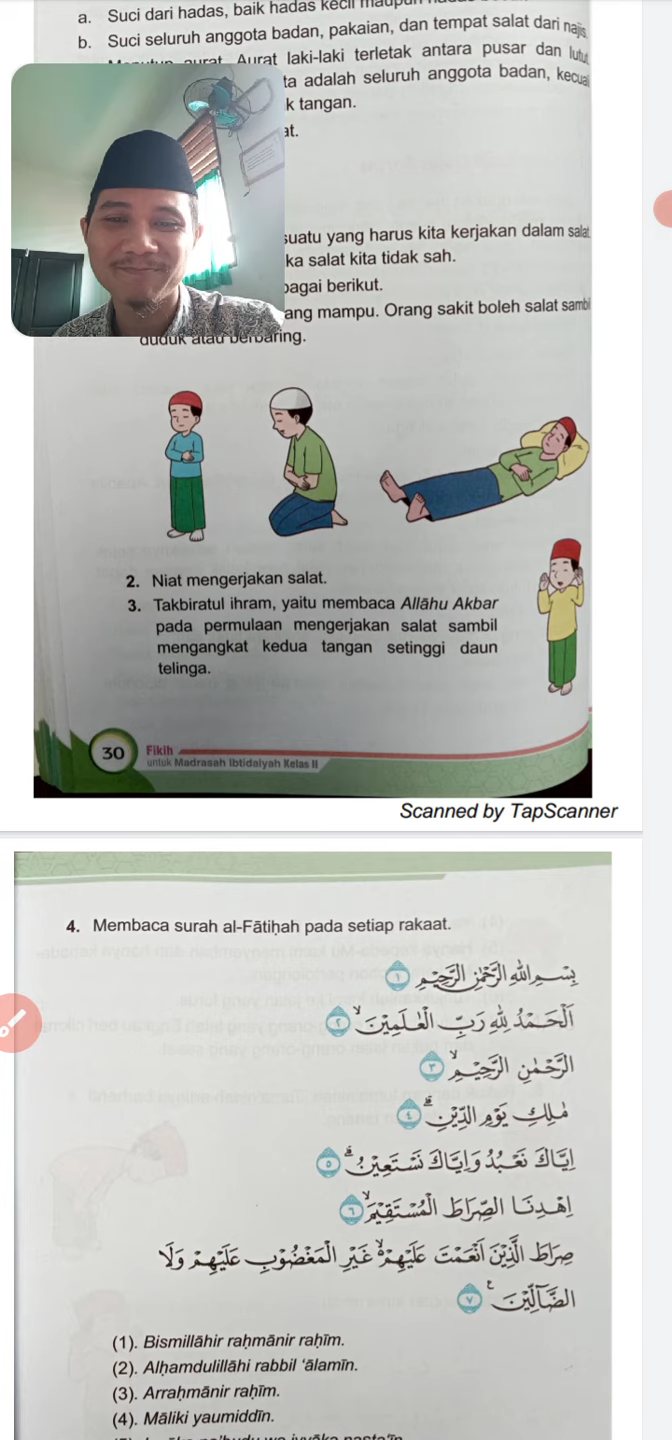 a. Suci dari hadas, baik hadas kecil
b. Suci seluruh anggota badan, pakaian, dan tempat salat dari najis
aurat. Aurat laki-laki terletak antara pusar dan lutut
ta adalah seluruh anggota badan, kecuali
k tangan.
at.
suatu yang harus kita kerjakan dalam salat
ka salat kita tidak sah.
bagai berikut.
ang mampu. Orang sakit boleh salat sambil
duduk atau berbaring.
2. Niat mengerjakan salat.
3. Takbiratul ihram, yaitu membaca Allāhu Akbar
pada permulaan mengerjakan salat sambil
mengangkat kedua tangan setinggi daun
telinga.
30 Fikih
untuk Madrasah Ibtidaiyah Kelas II
Scanned by TapScanner
4. Membaca surah al-Fātiḥah pada setiap rakaat.
بِسْمِ اللّٰهِ الرَّحْمٰنِ الرَّحِيْمِ ١
اَلْحَمْدُ لِلّٰهِ رَبِّ الْعٰلَمِيْنَۙ ٢
الرَّحْمٰنِ الرَّحِيْمِۙ ٣
مٰلِكِ يَوْمِ الدِّيْنِۗ ٤
اِيَّاكَ نَعْبُدُ وَاِيَّاكَ نَسْتَعِيْنُۗ ٥
اِهْدِنَا الصِّرَاطَ الْمُسْتَقِيْمَۙ ٦
صِرَاطَ الَّذِيْنَ اَنْعَمْتَ عَلَيْهِمْۙ غَيْرِ الْمَغْضُوْبِ عَلَيْهِمْ وَلَا
الضَّاۤلِّيْنَࣖ ٧
(1). Bismillāhir raḥmānir raḥīm.
(2). Alḥamdulillāhi rabbil ‘ālamīn.
(3). Arraḥmānir raḥīm.
(4). Māliki yaumiddīn.